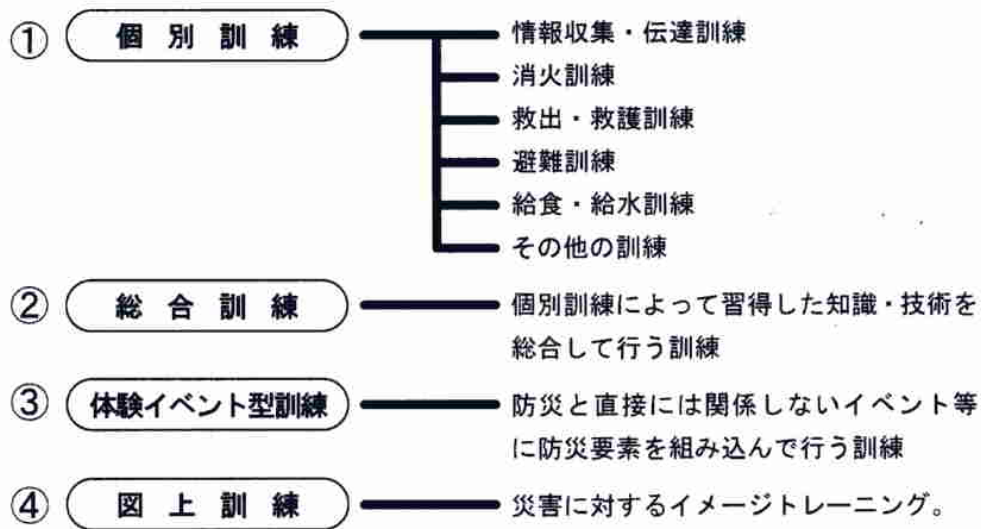 ① 個別訓練 情報収集・伝達訓練
消火訓練
救出・救護訓練
避難訓練
給食・給水訓練
その他の訓練
② 総合訓練 個別訓練によって習得した知識・技術を
総合して行う訓練
③ 体験イベント型訓練 防災と直接には関係しないイベント等
に防災要素を組み込んで行う訓練
④ 図上訓練 災害に対するイメージトレーニング。